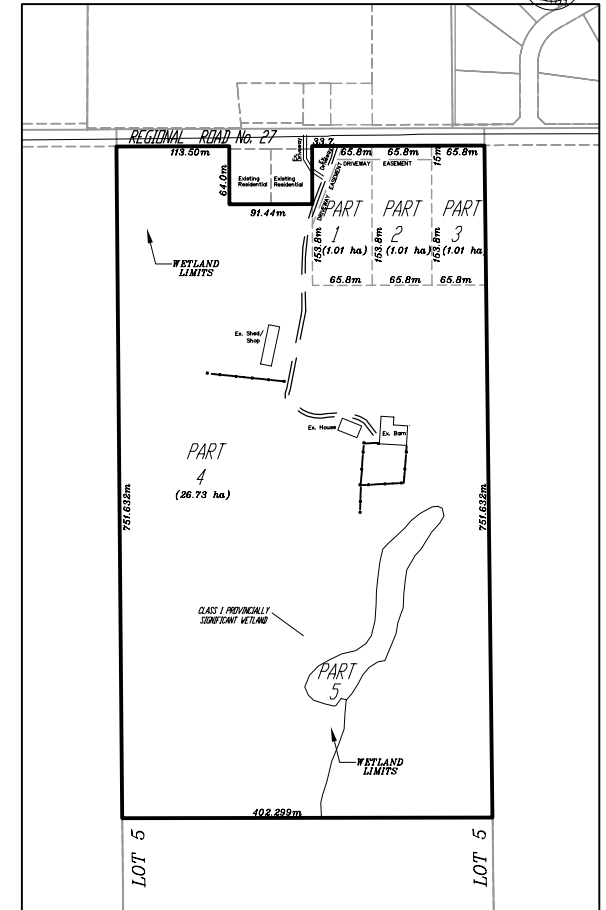 REGIONAL ROAD No. 27
113.50m
64.0m
Existing Residential
Existing Residential
91.44m
Ex. Driveway
33.7
65.8m
65.8m
65.8m
15m
DRIVEWAY EASEMENT
DRIVEWAY EASEMENT
PART
1
(1.01 ha)
PART
2
(1.01 ha)
PART
3
(1.01 ha)
153.8m
153.8m
153.8m
65.8m
65.8m
65.8m
WETLAND
LIMITS
Ex. Shed/
Shop
Ex. House
Ex. Barn
PART
4
(26.73 ha)
751.632m
751.632m
CLASS 1 PROVINCIALLY
SIGNIFICANT WETLAND
PART
5
WETLAND
LIMITS
402.299m
LOT 5
LOT 5